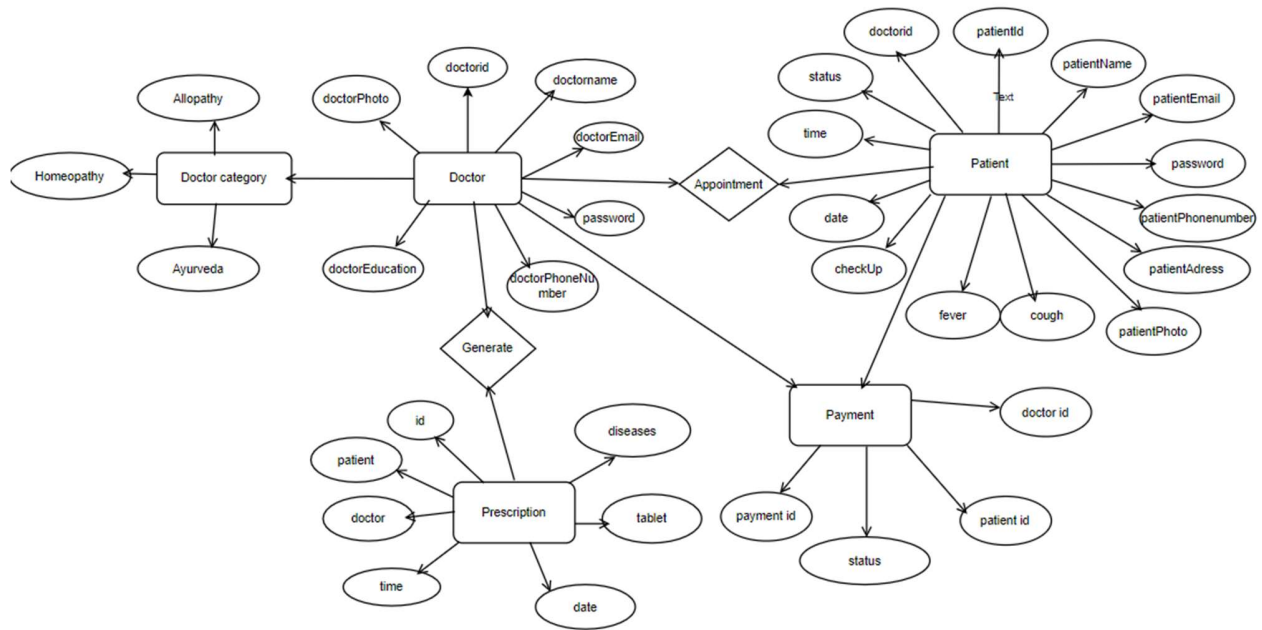 doctorid
patientId
patientName
status
Text
patientEmail
time
Patient
password
date
patientPhonenumber
checkUp
patientAdress
fever
cough
patientPhoto
doctorid
doctorname
doctorPhoto
doctorEmail
Doctor
password
doctorEducation
doctorPhoneNu
mber
Allopathy
Homeopathy
Doctor category
Ayurveda
Appointment
Generate
id
diseases
patient
Prescription
doctor
tablet
time
date
Payment
doctor id
payment id
patient id
status